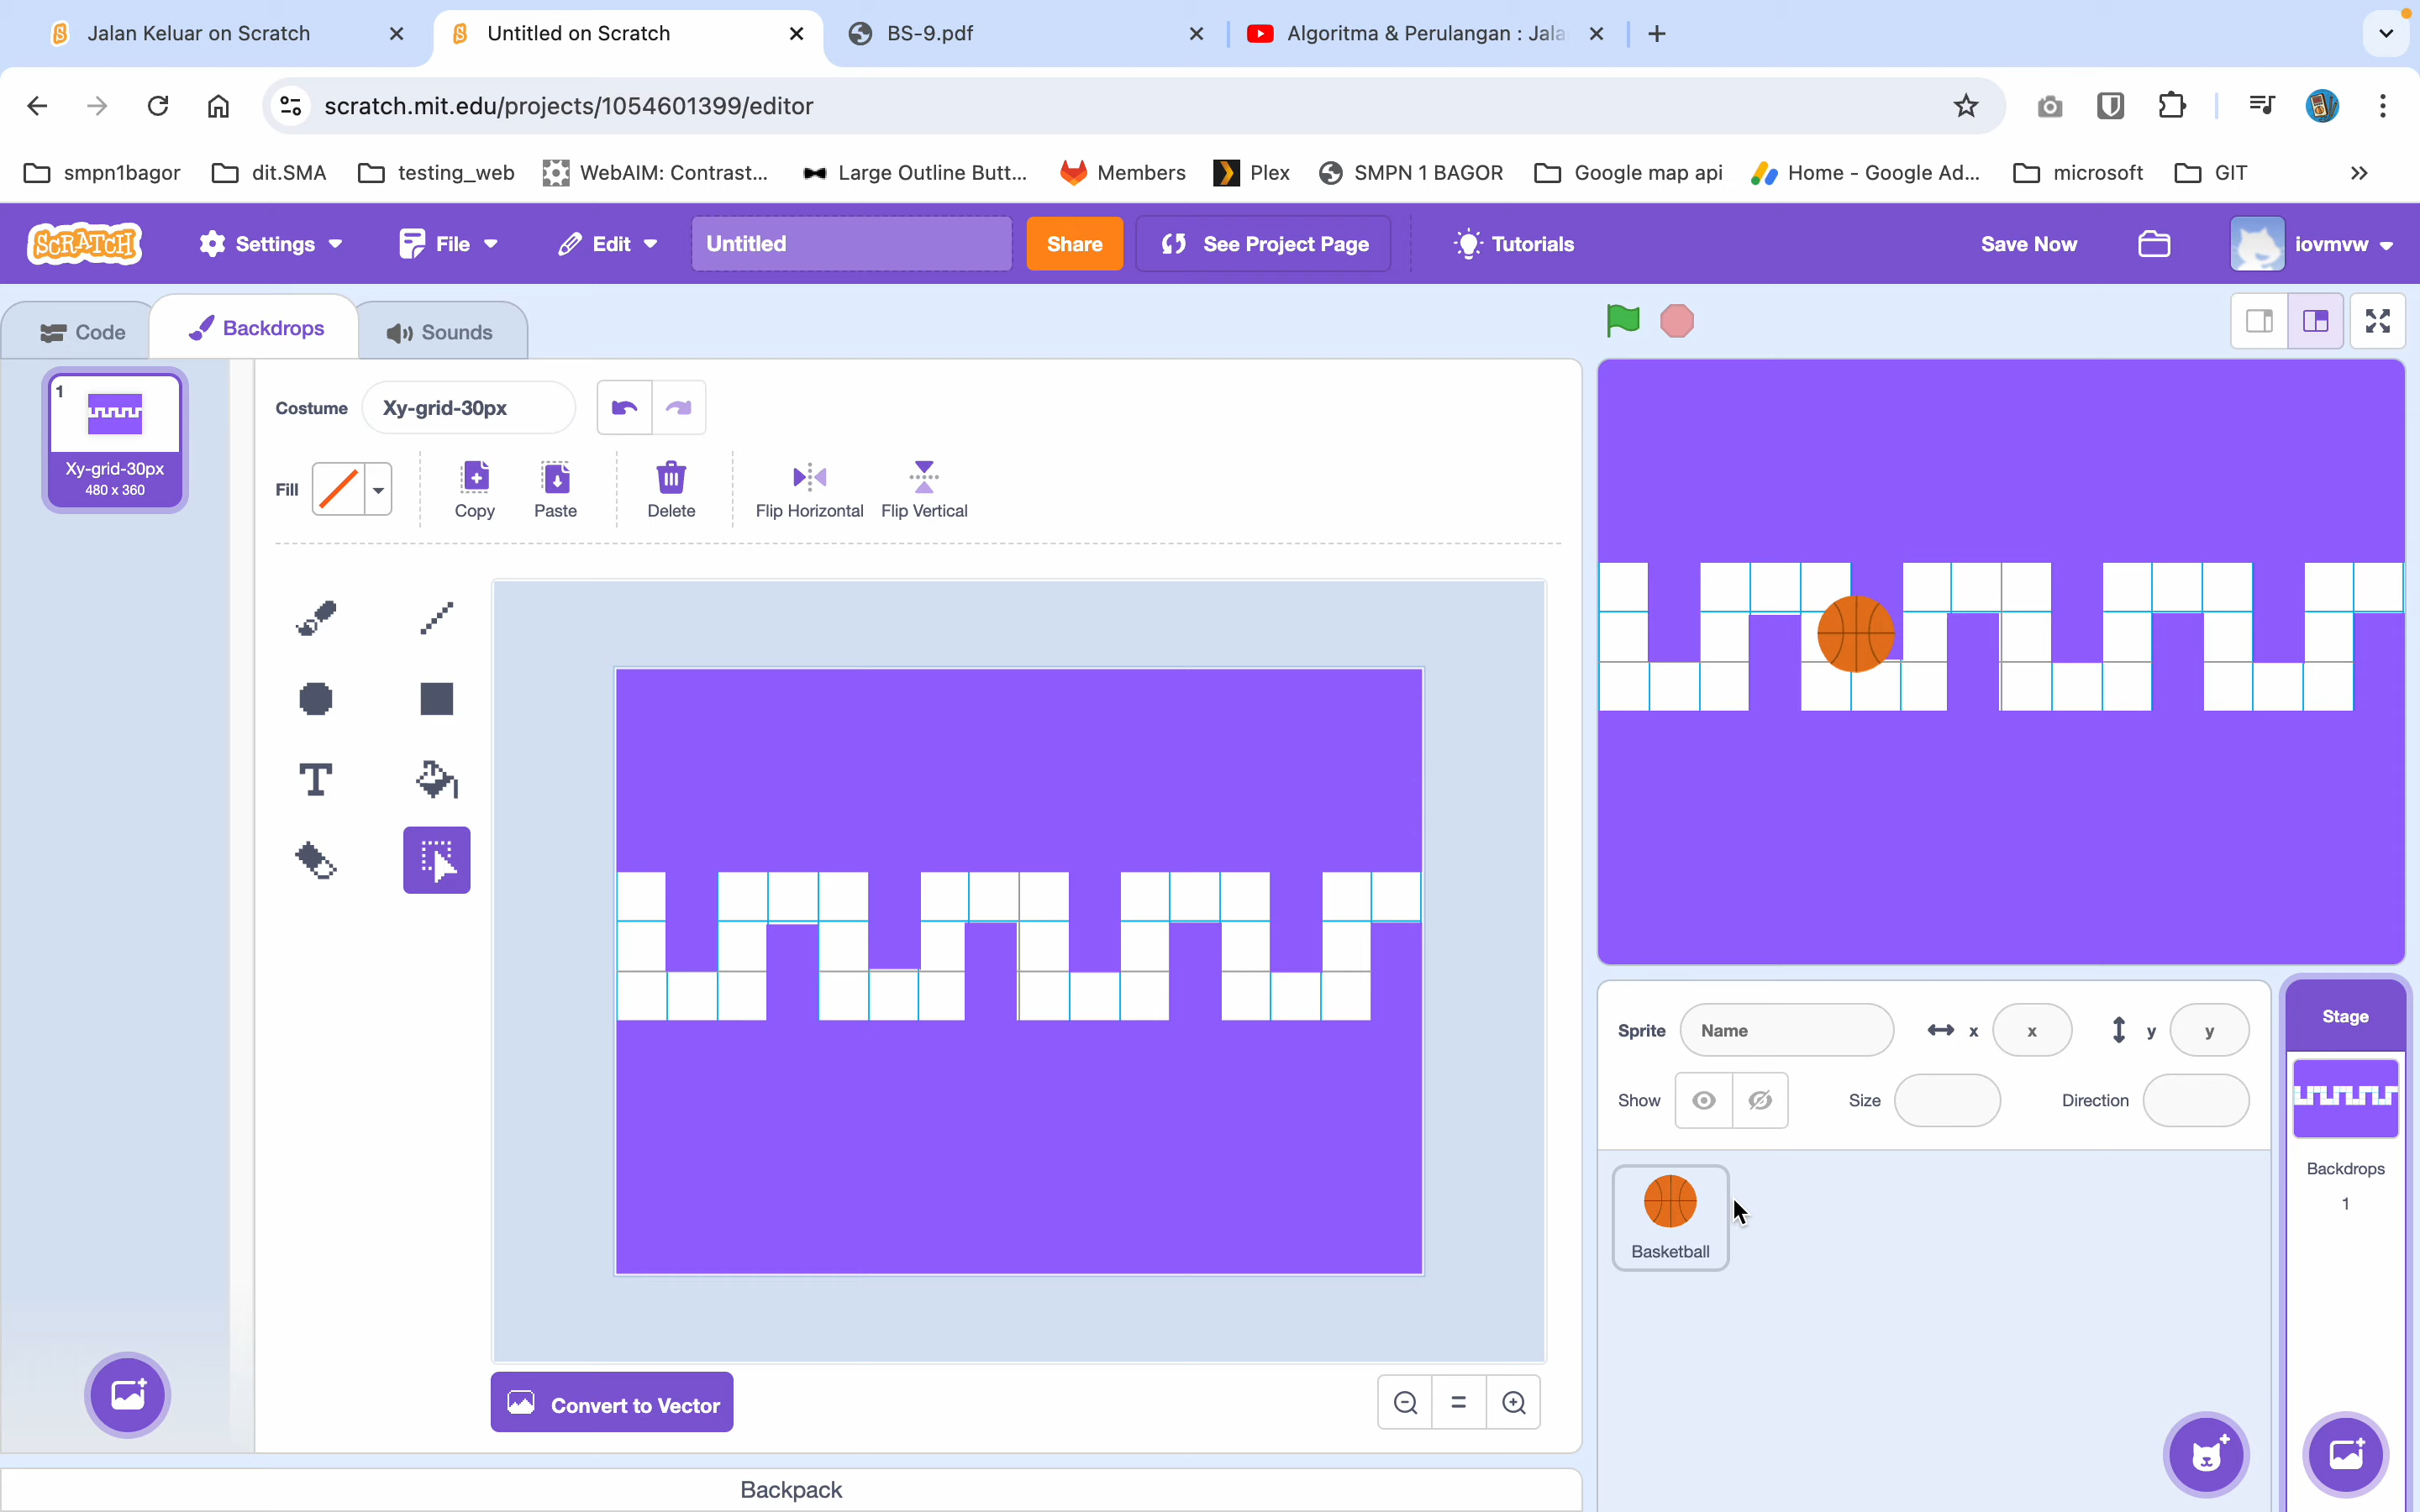 Jalan Keluar on Scratch
Untitled on Scratch
BS-9.pdf
Algoritma & Perulangan : Jala
scratch.mit.edu/projects/1054601399/editor
smpn1bagor
dit.SMA
testing_web
WebAIM: Contrast...
Large Outline Butt...
Members
Plex
SMPN 1 BAGOR
Google map api
Home - Google Ad...
microsoft
GIT
SCRATCH
Settings
File
Edit
Untitled
Share
See Project Page
Tutorials
Save Now
iovmvw
Code
Backdrops
Sounds
1
Xy-grid-30px
480 x 360
Costume
Xy-grid-30px
Fill
Copy
Paste
Delete
Flip Horizontal
Flip Vertical
T
Convert to Vector
Backpack
Sprite
Name
x
x
y
y
Show
Size
Direction
Basketball
Stage
Backdrops
1